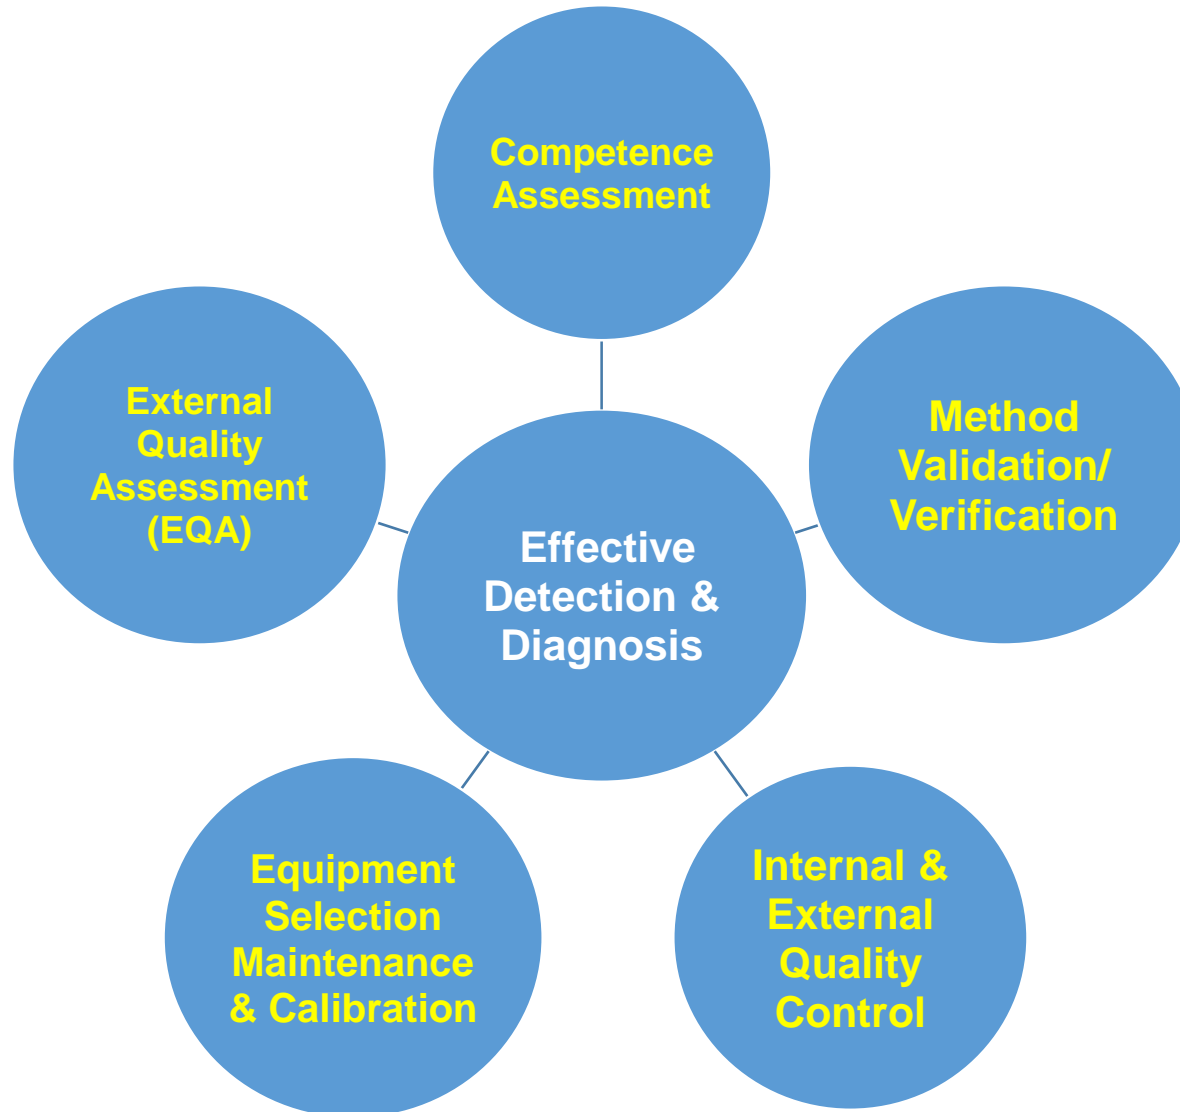 Competence
Assessment
External
Quality
Assessment
(EQA)
Method
Validation/
Verification
Effective
Detection &
Diagnosis
Equipment
Selection
Maintenance
& Calibration
Internal &
External
Quality
Control